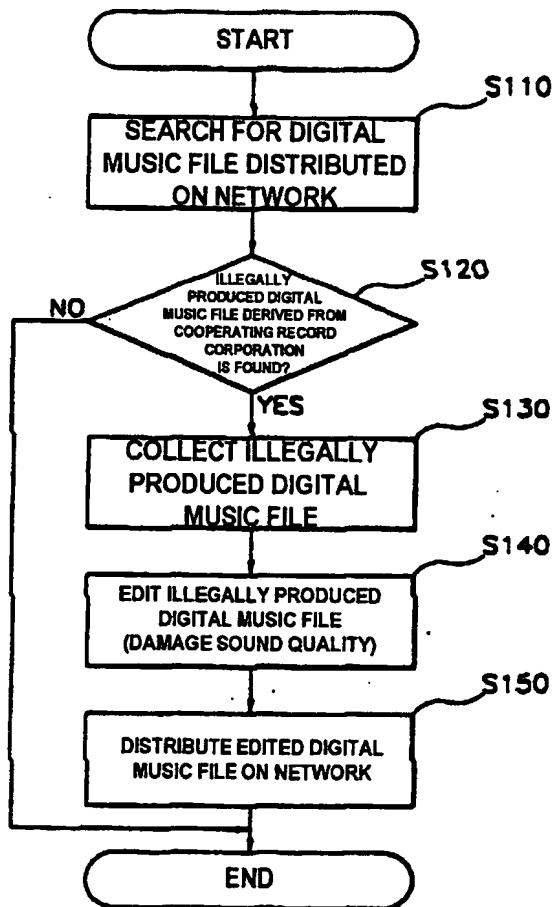 START
S110
SEARCH FOR DIGITAL
MUSIC FILE DISTRIBUTED
ON NETWORK
S120
ILLEGALLY
PRODUCED DIGITAL
MUSIC FILE DERIVED FROM
COOPERATING RECORD
CORPORATION
IS FOUND?
NO
YES
S130
COLLECT ILLEGALLY
PRODUCED DIGITAL
MUSIC FILE
S140
EDIT ILLEGALLY PRODUCED
DIGITAL MUSIC FILE
(DAMAGE SOUND QUALITY)
S150
DISTRIBUTE EDITED DIGITAL
MUSIC FILE ON NETWORK
END